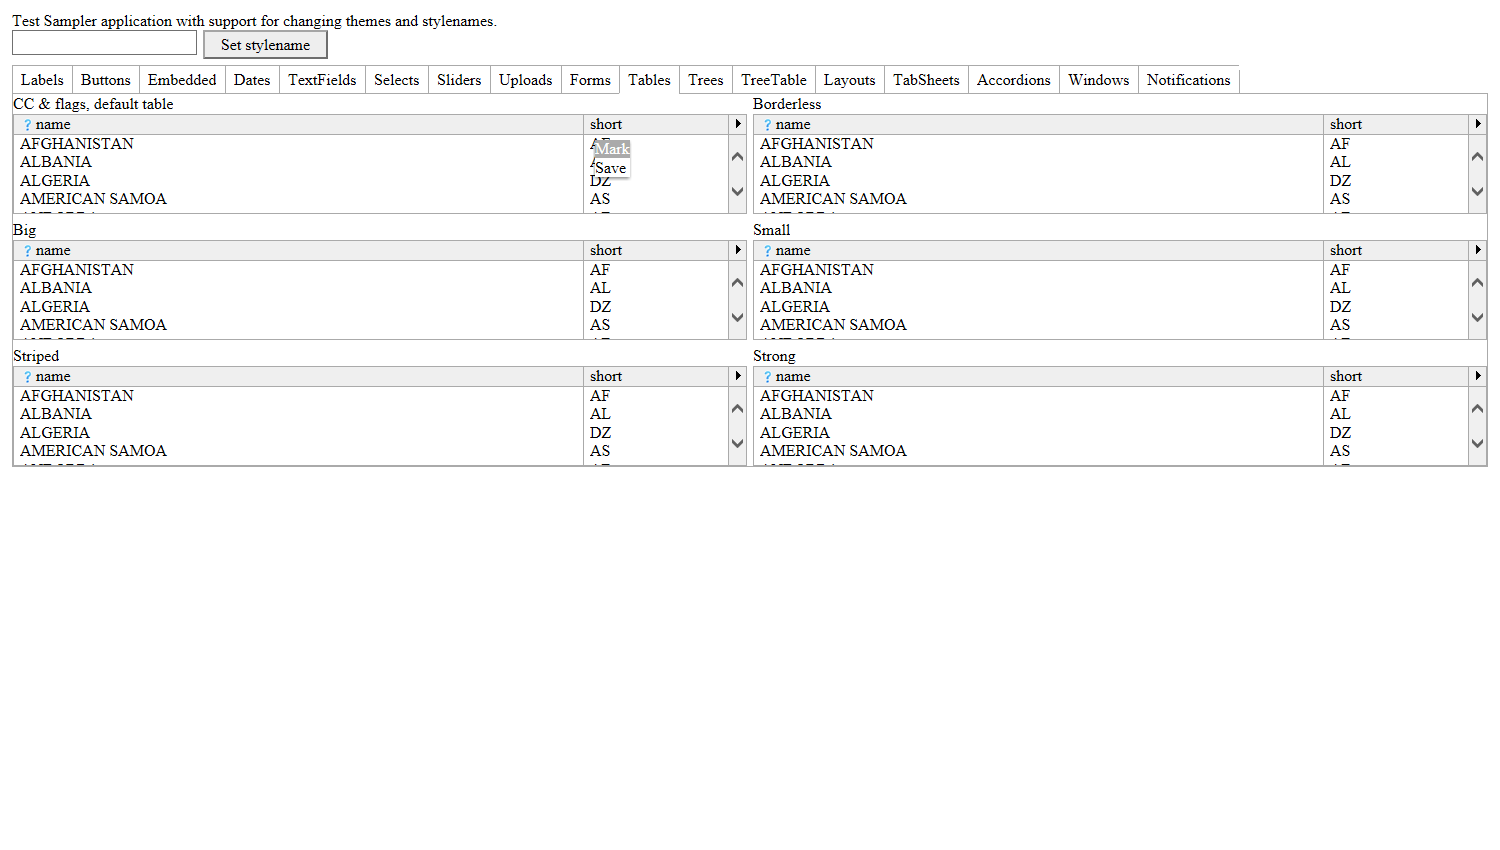 Test Sampler application with support for changing themes and stylenames.
Set stylename
Labels Buttons Embedded Dates TextFields Selects Sliders Uploads Forms Tables Trees TreeTable Layouts TabSheets Accordions Windows Notifications
CC & flags, default table
? name short
AFGHANISTAN
ALBANIA
ALGERIA DZ
AMERICAN SAMOA AS
Mark
Save
Borderless
? name short
AFGHANISTAN AF
ALBANIA AL
ALGERIA DZ
AMERICAN SAMOA AS
Big
? name short
AFGHANISTAN AF
ALBANIA AL
ALGERIA DZ
AMERICAN SAMOA AS
Small
? name short
AFGHANISTAN AF
ALBANIA AL
ALGERIA DZ
AMERICAN SAMOA AS
Striped
? name short
AFGHANISTAN AF
ALBANIA AL
ALGERIA DZ
AMERICAN SAMOA AS
Strong
? name short
AFGHANISTAN AF
ALBANIA AL
ALGERIA DZ
AMERICAN SAMOA AS